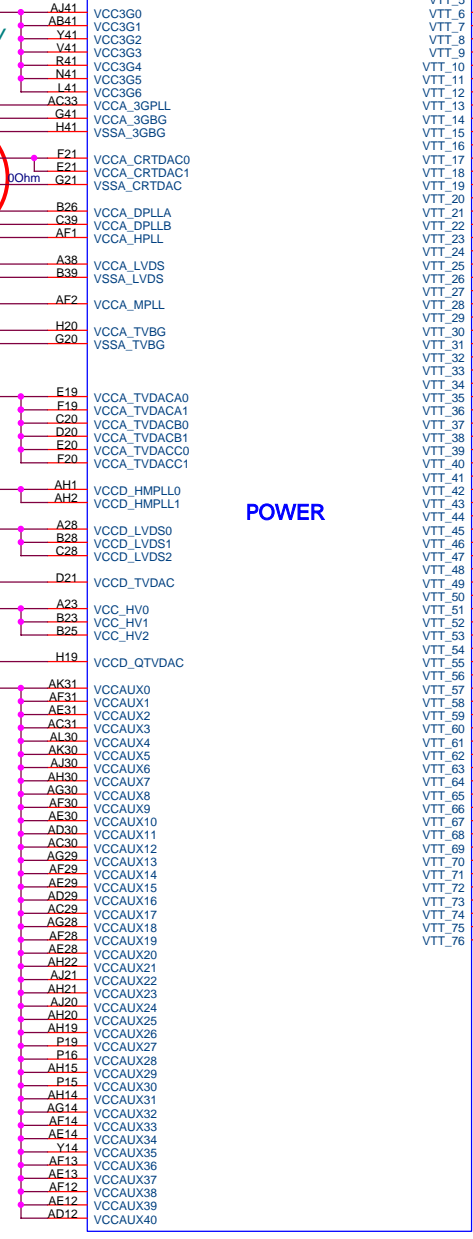 AJ41 VCC3G0 VTT_6
AB41 VCC3G1 VTT_7
Y41 VCC3G2 VTT_8
V41 VCC3G3 VTT_9
R41 VCC3G4 VTT_10
N41 VCC3G5 VTT_11
L41 VCC3G6 VTT_12
AC33 VCCA_3GPLL VTT_13
G41 VCCA_3GBG VTT_14
H41 VSSA_3GBG VTT_15
VTT_16
F21 VCCA_CRTDAC0 VTT_17
E21 VCCA_CRTDAC1 VTT_18
0Ohm G21 VSSA_CRTDAC VTT_19
VTT_20
B26 VCCA_DPLLA VTT_21
C39 VCCA_DPLLB VTT_22
AF1 VCCA_HPLL VTT_23
VTT_24
A38 VCCA_LVDS VTT_25
B39 VSSA_LVDS VTT_26
VTT_27
AF2 VCCA_MPLL VTT_28
VTT_29
H20 VCCA_TVBG VTT_30
G20 VSSA_TVBG VTT_31
VTT_32
VTT_33
VTT_34
E19 VCCA_TVDACA0 VTT_35
F19 VCCA_TVDACA1 VTT_36
C20 VCCA_TVDACB0 VTT_37
D20 VCCA_TVDACB1 VTT_38
E20 VCCA_TVDACC0 VTT_39
F20 VCCA_TVDACC1 VTT_40
VTT_41
AH1 VCCD_HMPLL0 VTT_42
AH2 VCCD_HMPLL1 VTT_43
POWER VTT_44
A28 VCCD_LVDS0 VTT_45
B28 VCCD_LVDS1 VTT_46
C28 VCCD_LVDS2 VTT_47
VTT_48
D21 VCCD_TVDAC VTT_49
VTT_50
A23 VCC_HV0 VTT_51
B23 VCC_HV1 VTT_52
B25 VCC_HV2 VTT_53
VTT_54
H19 VCCD_QTVDAC VTT_55
VTT_56
AK31 VCCAUX0 VTT_57
AF31 VCCAUX1 VTT_58
AE31 VCCAUX2 VTT_59
AC31 VCCAUX3 VTT_60
AL30 VCCAUX4 VTT_61
AK30 VCCAUX5 VTT_62
AJ30 VCCAUX6 VTT_63
AH30 VCCAUX7 VTT_64
AG30 VCCAUX8 VTT_65
AF30 VCCAUX9 VTT_66
AE30 VCCAUX10 VTT_67
AD30 VCCAUX11 VTT_68
AC30 VCCAUX12 VTT_69
AG29 VCCAUX13 VTT_70
AF29 VCCAUX14 VTT_71
AE29 VCCAUX15 VTT_72
AD29 VCCAUX16 VTT_73
AC29 VCCAUX17 VTT_74
AG28 VCCAUX18 VTT_75
AF28 VCCAUX19 VTT_76
AE28 VCCAUX20
AH22 VCCAUX21
AJ21 VCCAUX22
AH21 VCCAUX23
AJ20 VCCAUX24
AH20 VCCAUX25
AH19 VCCAUX26
P19 VCCAUX27
P16 VCCAUX28
AH15 VCCAUX29
P15 VCCAUX30
AH14 VCCAUX31
AG14 VCCAUX32
AF14 VCCAUX33
AE14 VCCAUX34
Y14 VCCAUX35
AF13 VCCAUX36
AE13 VCCAUX37
AF12 VCCAUX38
AE12 VCCAUX39
AD12 VCCAUX40